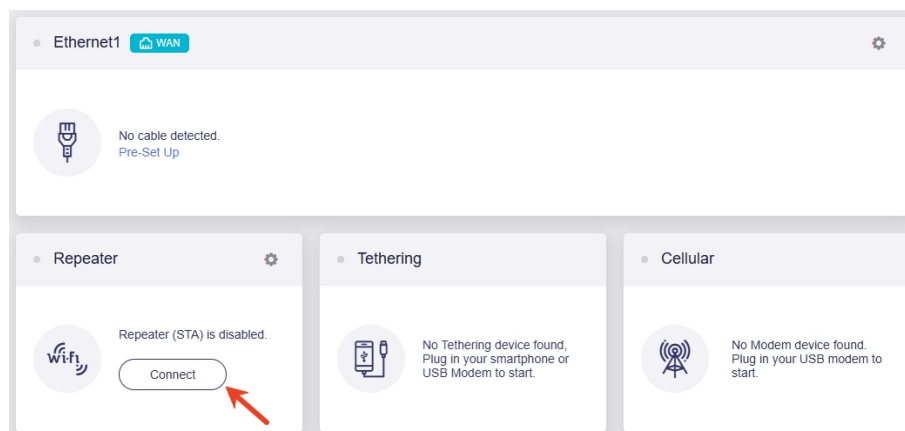 Ethernet1 WAN
No cable detected.
Pre-Set Up
Repeater
Tethering
Cellular
Wi-Fi
Repeater (STA) is disabled.
Connect
No Tethering device found,
Plug in your smartphone or
USB Modem to start.
No Modem device found.
Plug in your USB modem to
start.